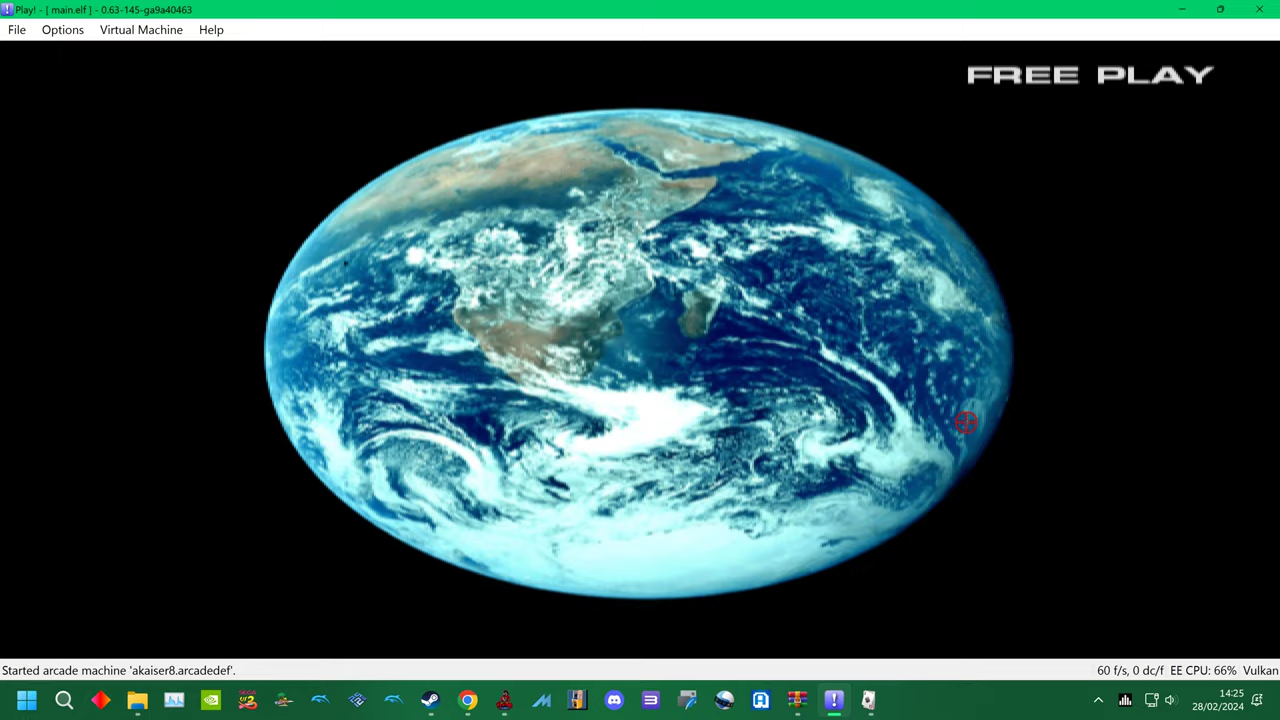 Play! - [ main.elf ] - 0.63-145-ga9a40463
File Options Virtual Machine Help
FREE PLAY
Started arcade machine 'akaiser8.arcadedef'.
60 f/s, 0 dc/f EE CPU: 66% Vulkan
14:25
28/02/2024